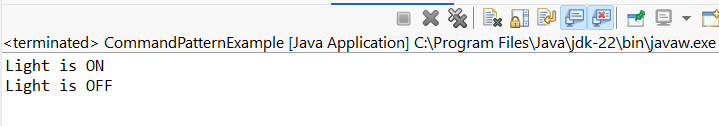 <terminated> CommandPatternExample [Java Application] C:\Program Files\Java\jdk-22\bin\javaw.exe
Light is ON
Light is OFF